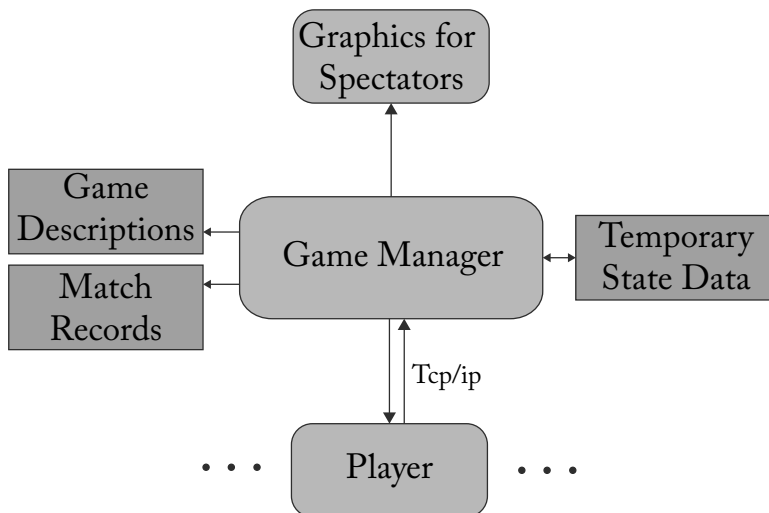 Graphics for
Spectators
Game
Descriptions
Game Manager
Temporary
State Data
Match
Records
Tcp/ip
Player